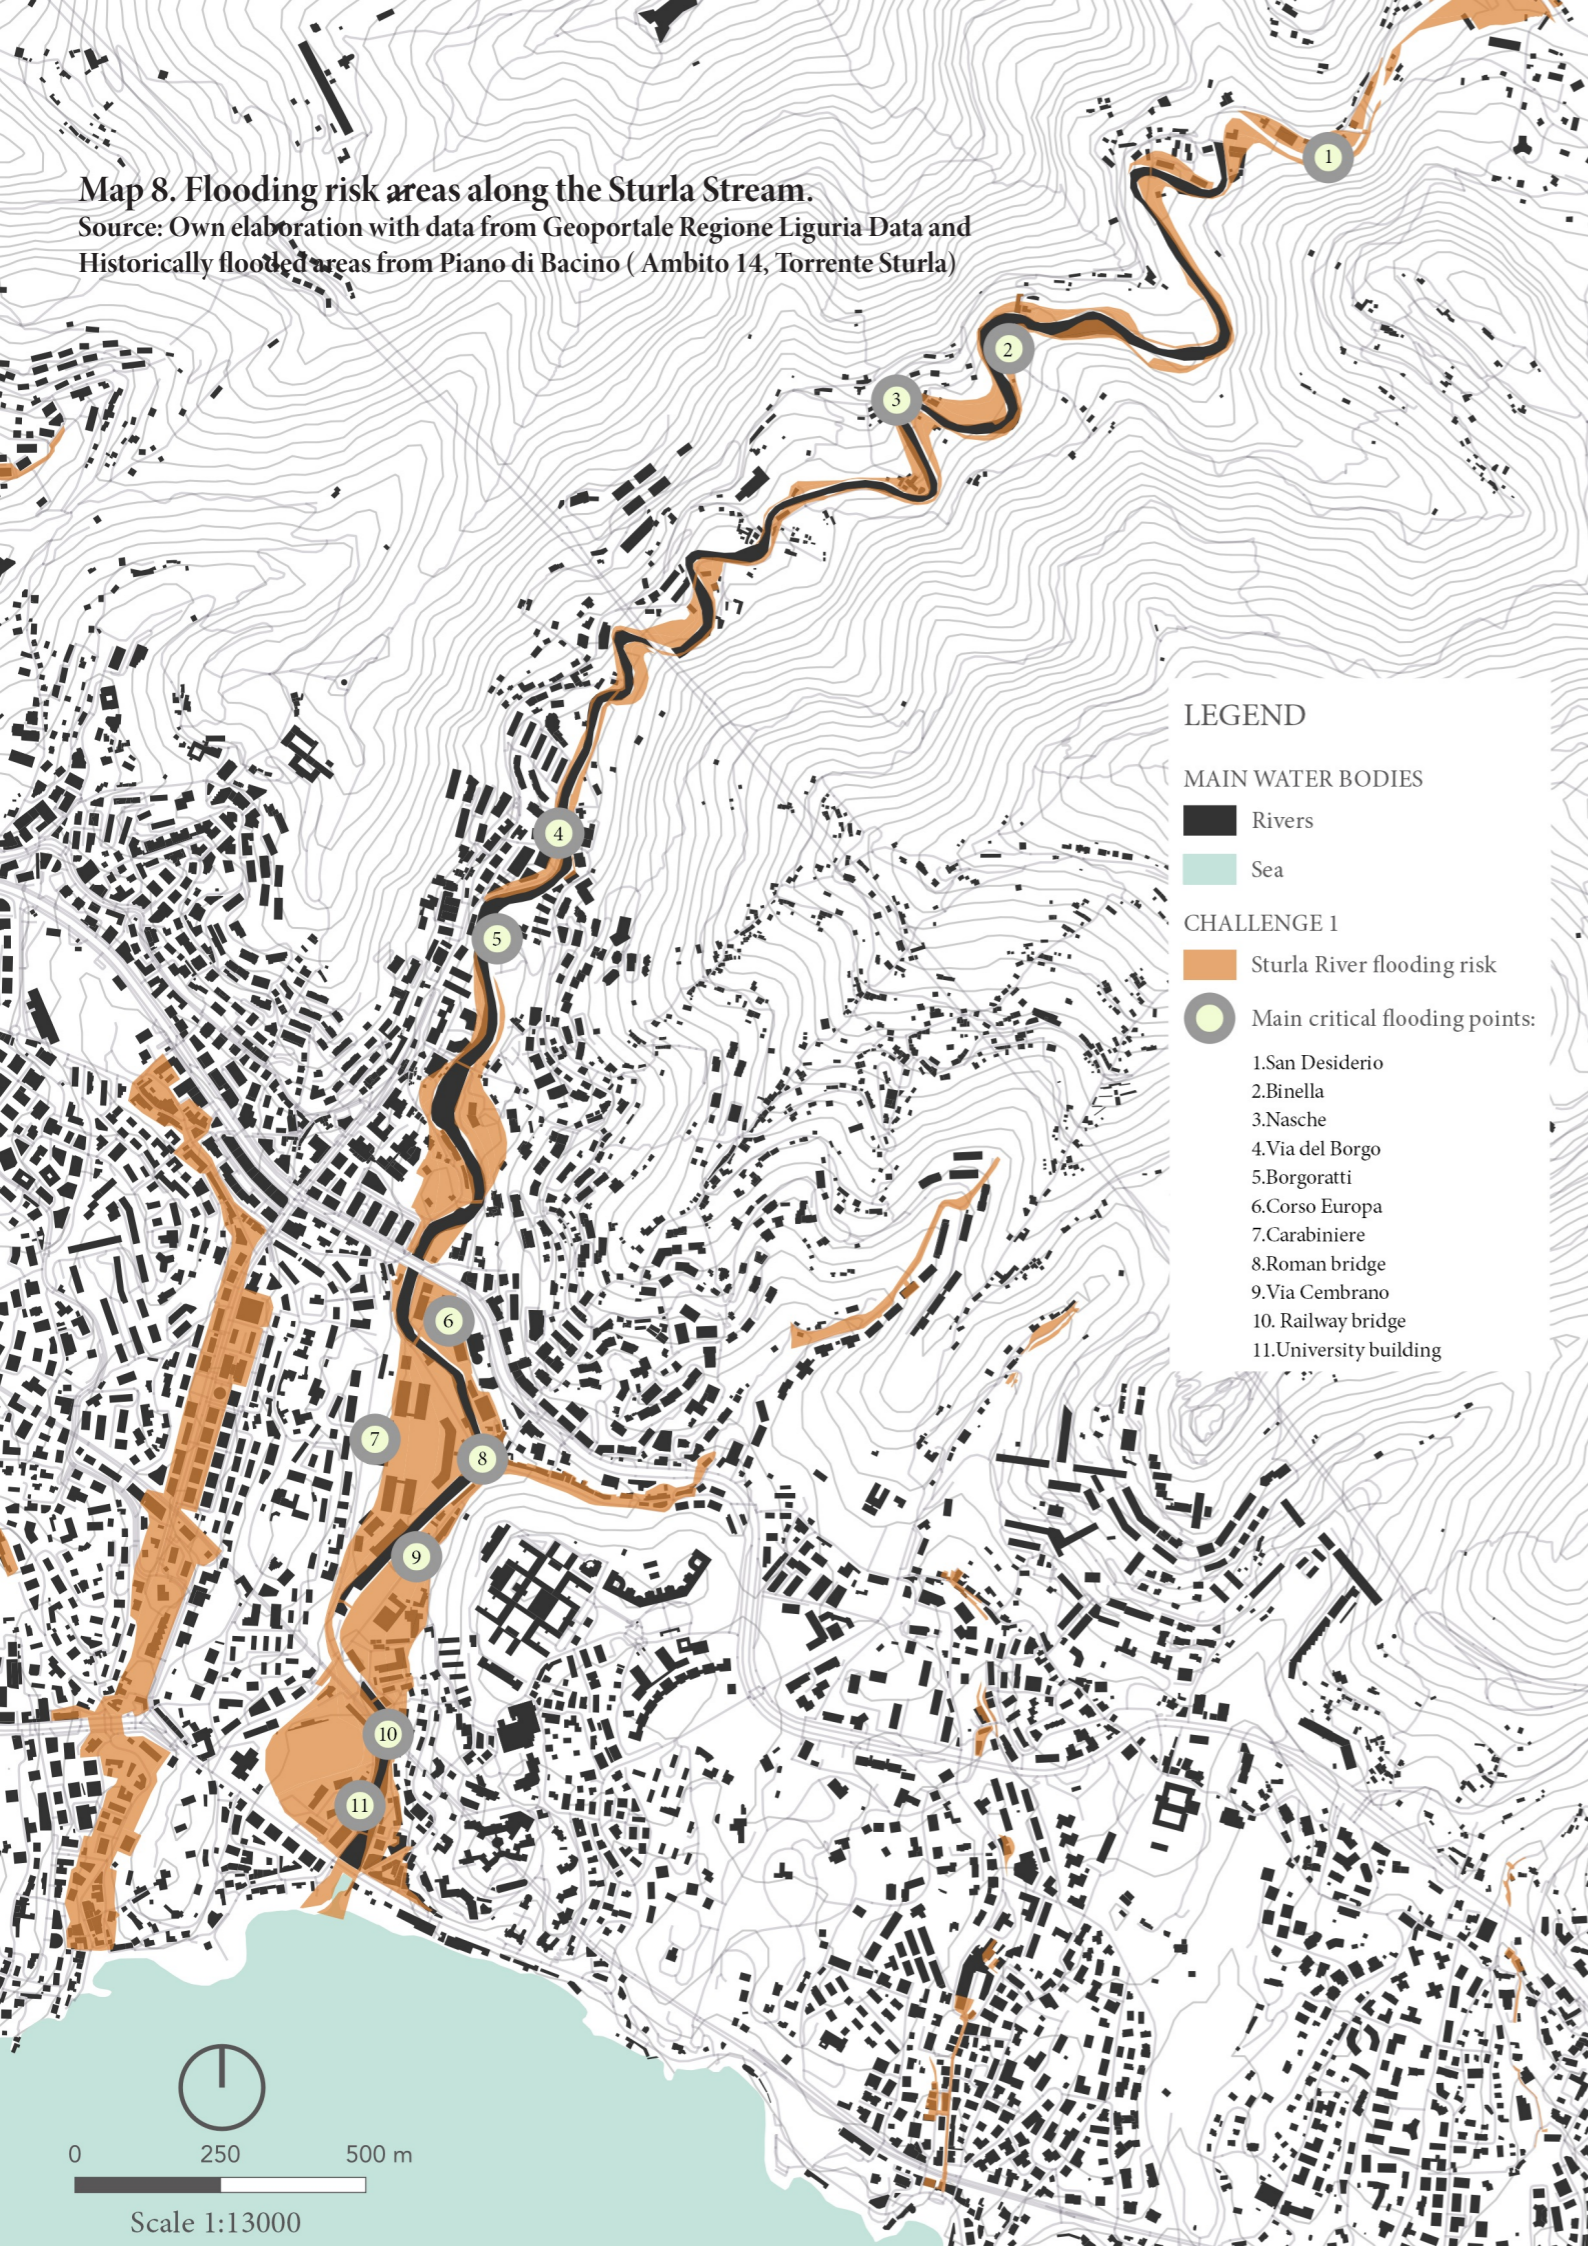 Map 8. Flooding risk areas along the Sturla Stream.
Source: Own elaboration with data from Geoportale Regione Liguria Data and
Historically flooded areas from Piano di Bacino ( Ambito 14, Torrente Sturla)
1
2
3
4
5
6
7
8
9
10
11
LEGEND
MAIN WATER BODIES
Rivers
Sea
CHALLENGE 1
Sturla River flooding risk
Main critical flooding points:
1.San Desiderio
2.Binella
3.Nasche
4.Via del Borgo
5.Borgoratti
6.Corso Europa
7.Carabiniere
8.Roman bridge
9.Via Cembrano
10. Railway bridge
11.University building
0 250 500 m
Scale 1:13000